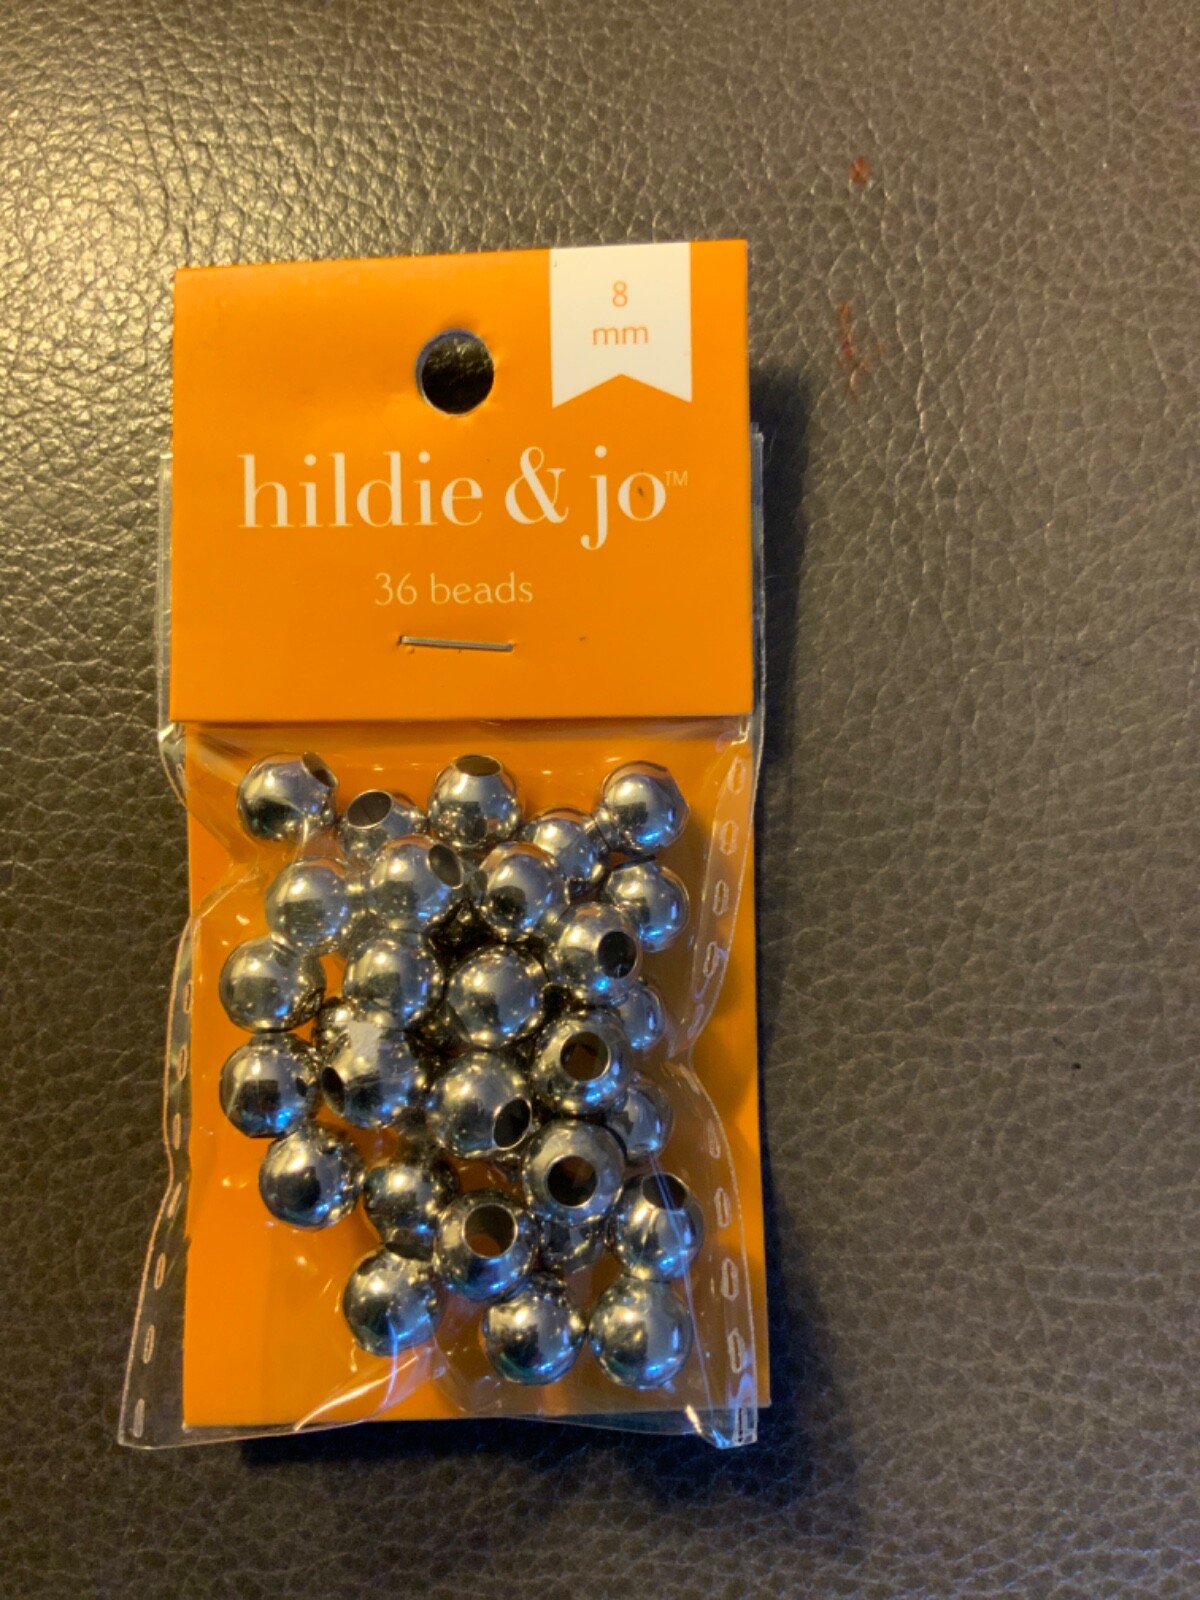 8
mm
hildie & jo™
36 beads